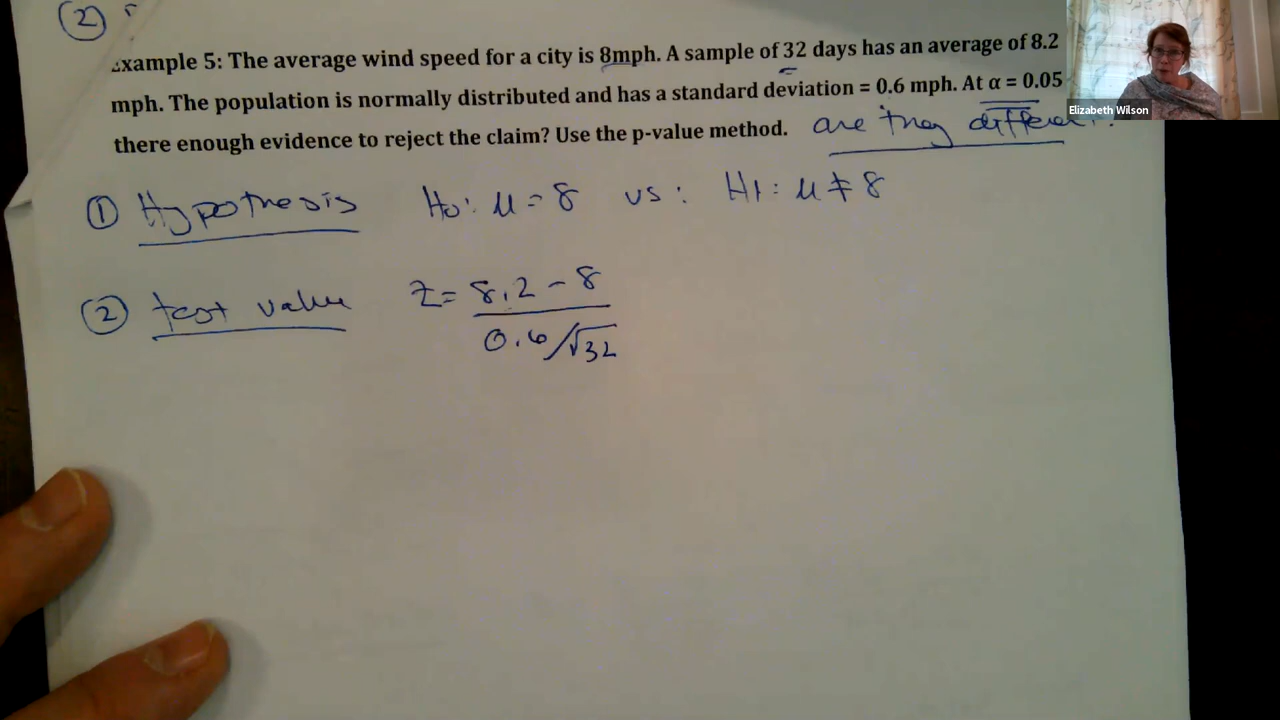 (2)
Example 5: The average wind speed for a city is 8mph. A sample of 32 days has an average of 8.2
mph. The population is normally distributed and has a standard deviation = 0.6 mph. At α = 0.05
Elizabeth Wilson
there enough evidence to reject the claim? Use the p-value method. are they different?
① Hypothesis H0: μ = 8 vs: H1: μ ≠ 8
② test value z = 8.2 - 8
0.6/√32